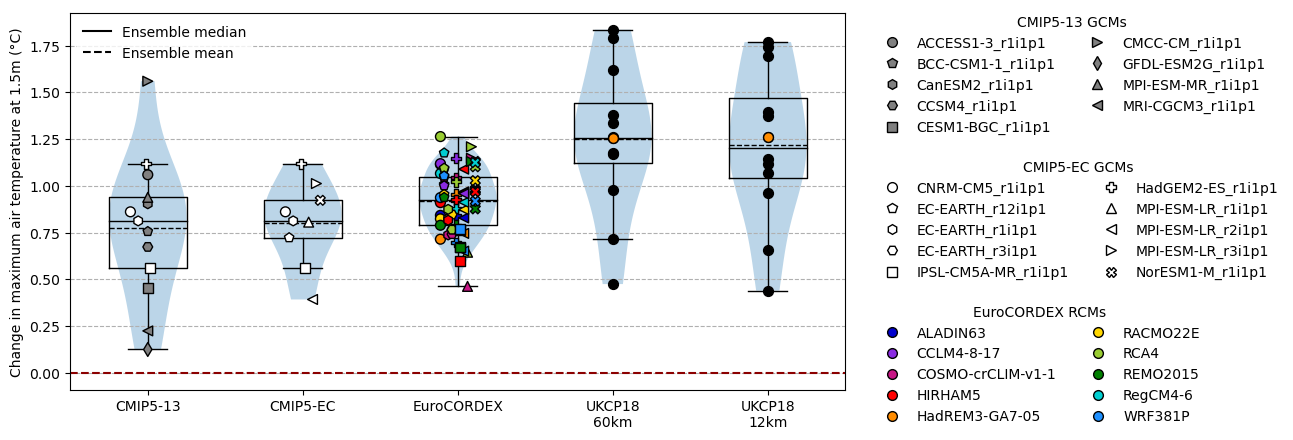 Change in maximum air temperature at 1.5m (°C)
1.75
1.50
1.25
1.00
0.75
0.50
0.25
0.00
Ensemble median
Ensemble mean
CMIP5-13
CMIP5-EC
EuroCORDEX
UKCP18
60km
UKCP18
12km
CMIP5-13 GCMs
ACCESS1-3_r1i1p1
BCC-CSM1-1_r1i1p1
CanESM2_r1i1p1
CCSM4_r1i1p1
CESM1-BGC_r1i1p1
CMCC-CM_r1i1p1
GFDL-ESM2G_r1i1p1
MPI-ESM-MR_r1i1p1
MRI-CGCM3_r1i1p1
CMIP5-EC GCMs
CNRM-CM5_r1i1p1
EC-EARTH_r12i1p1
EC-EARTH_r1i1p1
EC-EARTH_r3i1p1
IPSL-CM5A-MR_r1i1p1
HadGEM2-ES_r1i1p1
MPI-ESM-LR_r1i1p1
MPI-ESM-LR_r2i1p1
MPI-ESM-LR_r3i1p1
NorESM1-M_r1i1p1
EuroCORDEX RCMs
ALADIN63
CCLM4-8-17
COSMO-crCLIM-v1-1
HIRHAM5
HadREM3-GA7-05
RACMO22E
RCA4
REMO2015
RegCM4-6
WRF381P